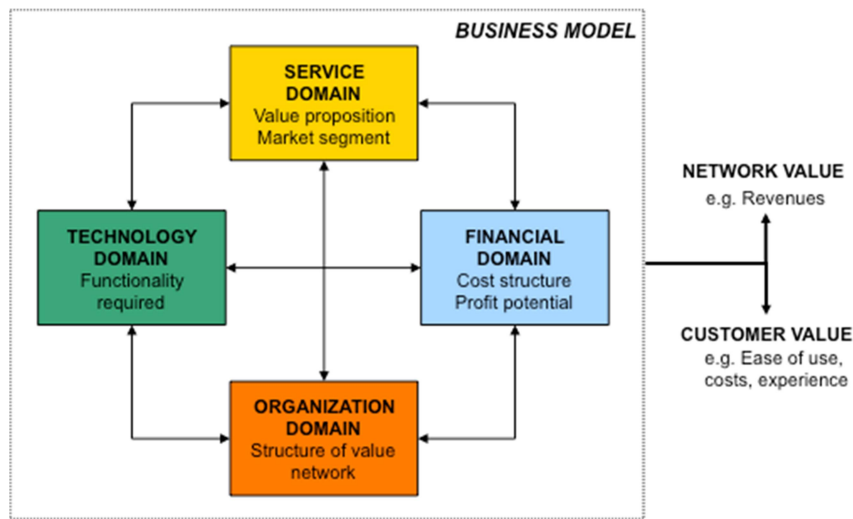 BUSINESS MODEL
SERVICE
DOMAIN
Value proposition
Market segment
TECHNOLOGY
DOMAIN
Functionality
required
FINANCIAL
DOMAIN
Cost structure
Profit potential
ORGANIZATION
DOMAIN
Structure of value
network
NETWORK VALUE
e.g. Revenues
CUSTOMER VALUE
e.g. Ease of use,
costs, experience